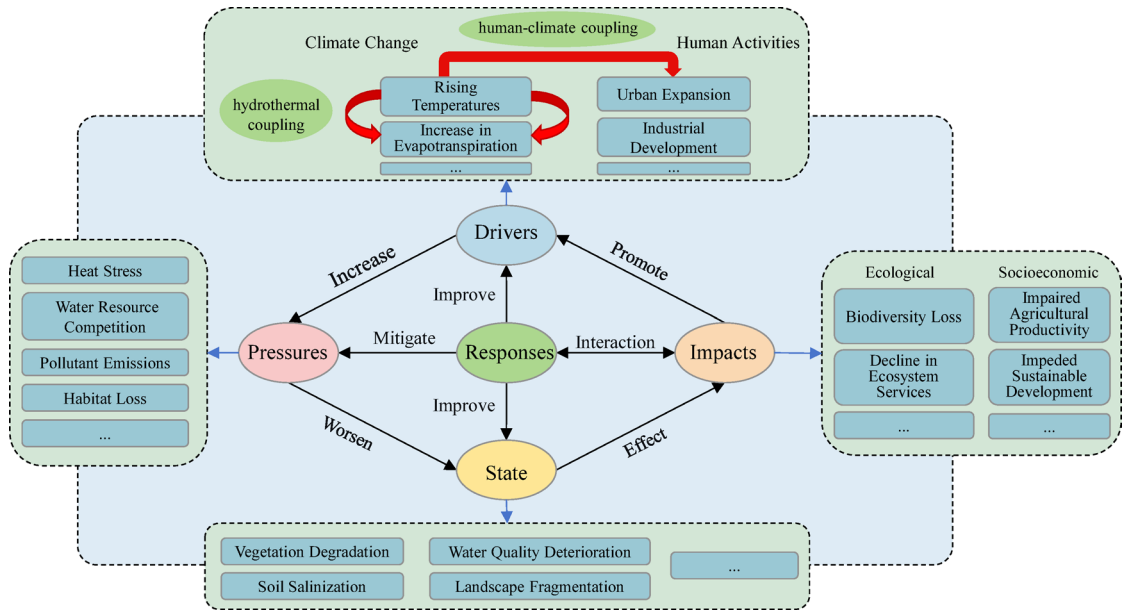 human-climate coupling
Climate Change
Human Activities
hydrothermal
coupling
Rising
Temperatures
Urban Expansion
Increase in
Evapotranspiration
Industrial
Development
...
...
Drivers
Increase
Promote
Improve
Heat Stress
Water Resource
Competition
Pollutant Emissions
Habitat Loss
...
Pressures
Mitigate
Responses
Interaction
Impacts
Ecological
Socioeconomic
Biodiversity Loss
Impaired
Agricultural
Productivity
Decline in
Ecosystem
Services
Impeded
Sustainable
Development
...
...
Improve
Worsen
Effect
State
Vegetation Degradation
Water Quality Deterioration
...
Soil Salinization
Landscape Fragmentation